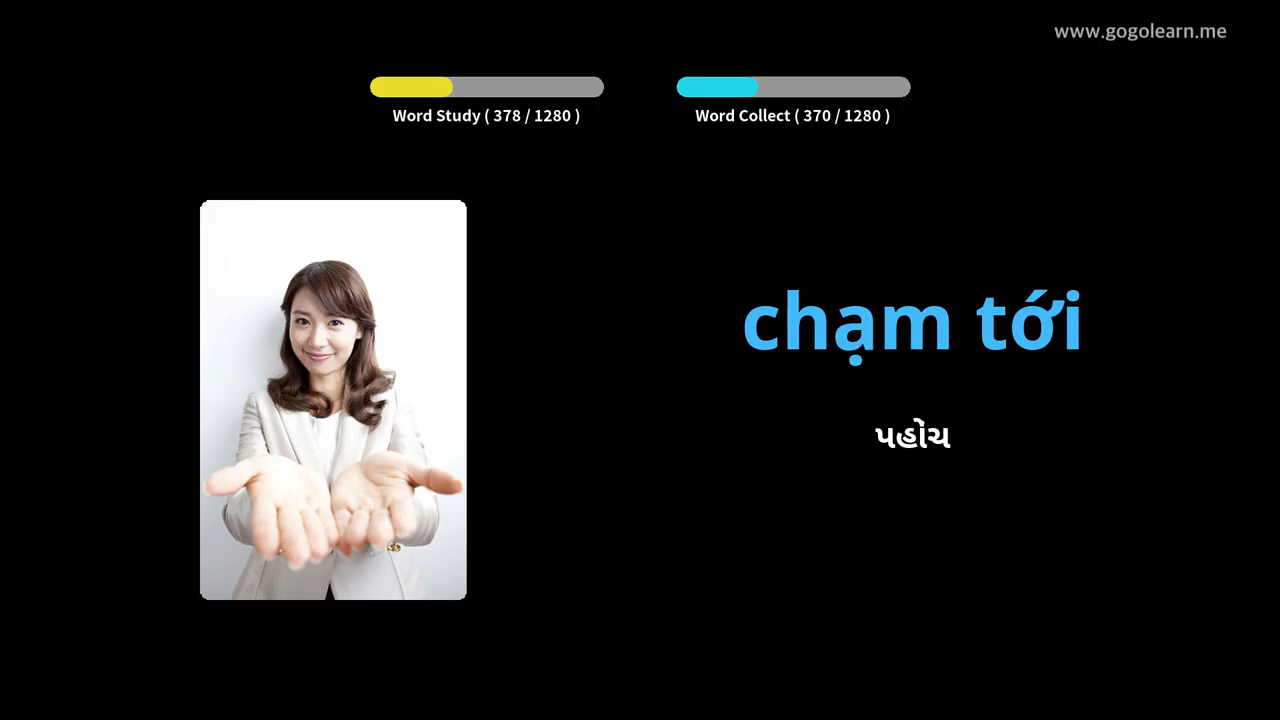 www.gogolearn.me
Word Study ( 378 / 1280 )
Word Collect ( 370 / 1280 )
chạm tới
પહોંચ